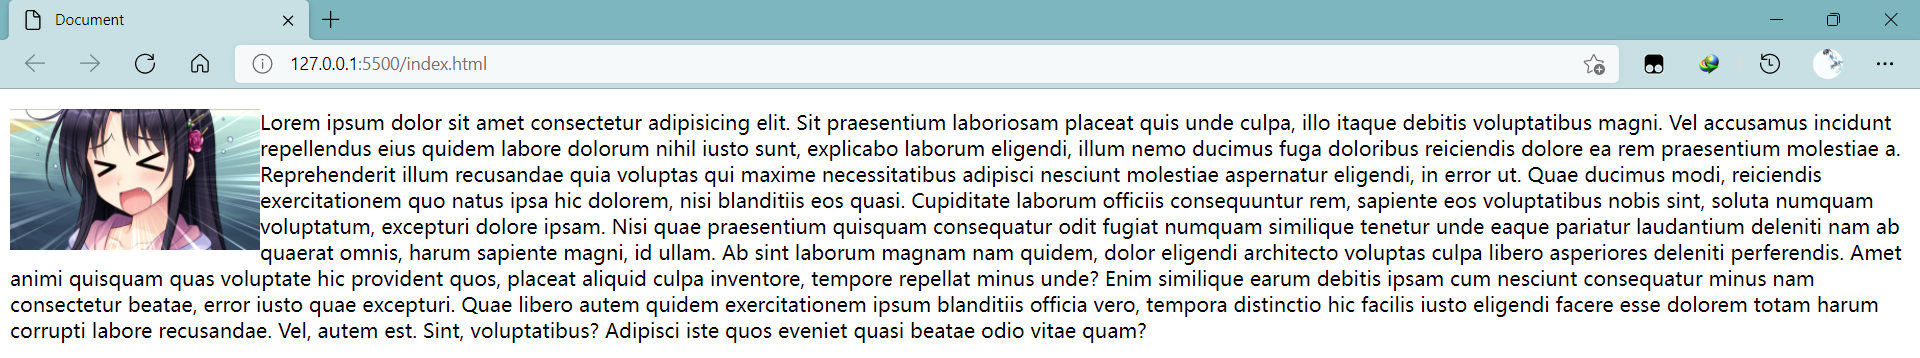 Document
127.0.0.1:5500/index.html
Lorem ipsum dolor sit amet consectetur adipisicing elit. Sit praesentium laboriosam placeat quis unde culpa, illo itaque debitis voluptatibus magni. Vel accusamus incidunt
repellendus eius quidem labore dolorum nihil iusto sunt, explicabo laborum eligendi, illum nemo ducimus fuga doloribus reiciendis dolore ea rem praesentium molestiae a.
Reprehenderit illum recusandae quia voluptas qui maxime necessitatibus adipisci nesciunt molestiae aspernatur eligendi, in error ut. Quae ducimus modi, reiciendis
exercitationem quo natus ipsa hic dolorem, nisi blanditiis eos quasi. Cupiditate laborum officiis consequuntur rem, sapiente eos voluptatibus nobis sint, soluta numquam
voluptatum, excepturi dolore ipsam. Nisi quae praesentium quisquam consequatur odit fugiat numquam similique tenetur unde eaque pariatur laudantium deleniti nam ab
quaerat omnis, harum sapiente magni, id ullam. Ab sint laborum magnam nam quidem, dolor eligendi architecto voluptas culpa libero asperiores deleniti perferendis. Amet
animi quisquam quas voluptate hic provident quos, placeat aliquid culpa inventore, tempore repellat minus unde? Enim similique earum debitis ipsam cum nesciunt consequatur minus nam
consectetur beatae, error iusto quae excepturi. Quae libero autem quidem exercitationem ipsum blanditiis officia vero, tempora distinctio hic facilis iusto eligendi facere esse dolorem totam harum
corrupti labore recusandae. Vel, autem est. Sint, voluptatibus? Adipisci iste quos eveniet quasi beatae odio vitae quam?